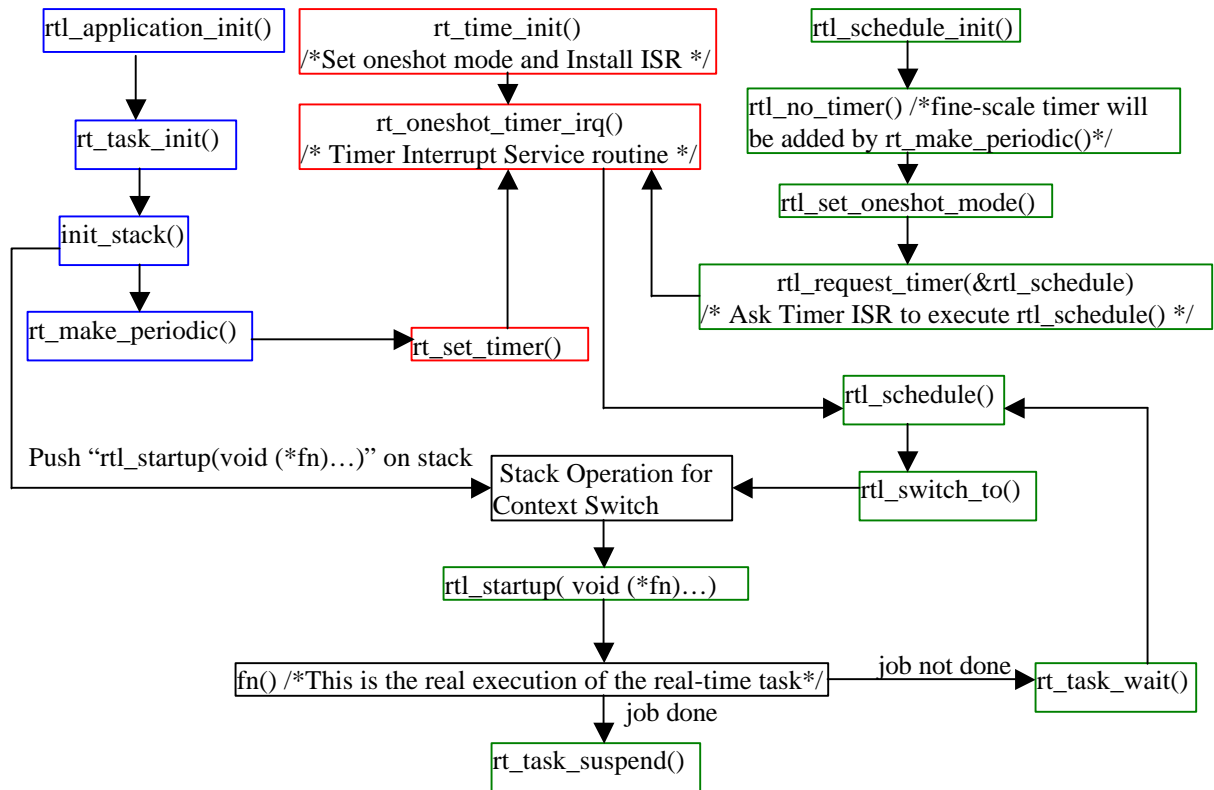 rtl_application_init()
rt_time_init()
/*Set oneshot mode and Install ISR */
rtl_schedule_init()
rt_task_init()
rt_oneshot_timer_irq()
/* Timer Interrupt Service routine */
rtl_no_timer() /*fine-scale timer will
be added by rt_make_periodic()*/
rtl_set_oneshot_mode()
init_stack()
rtl_request_timer(&rtl_schedule)
/* Ask Timer ISR to execute rtl_schedule() */
rt_make_periodic()
rt_set_timer()
rtl_schedule()
Push “rtl_startup(void (*fn)…)” on stack
Stack Operation for
Context Switch
rtl_switch_to()
rtl_startup( void (*fn)…)
fn() /*This is the real execution of the real-time task*/
job not done
rt_task_wait()
job done
rt_task_suspend()